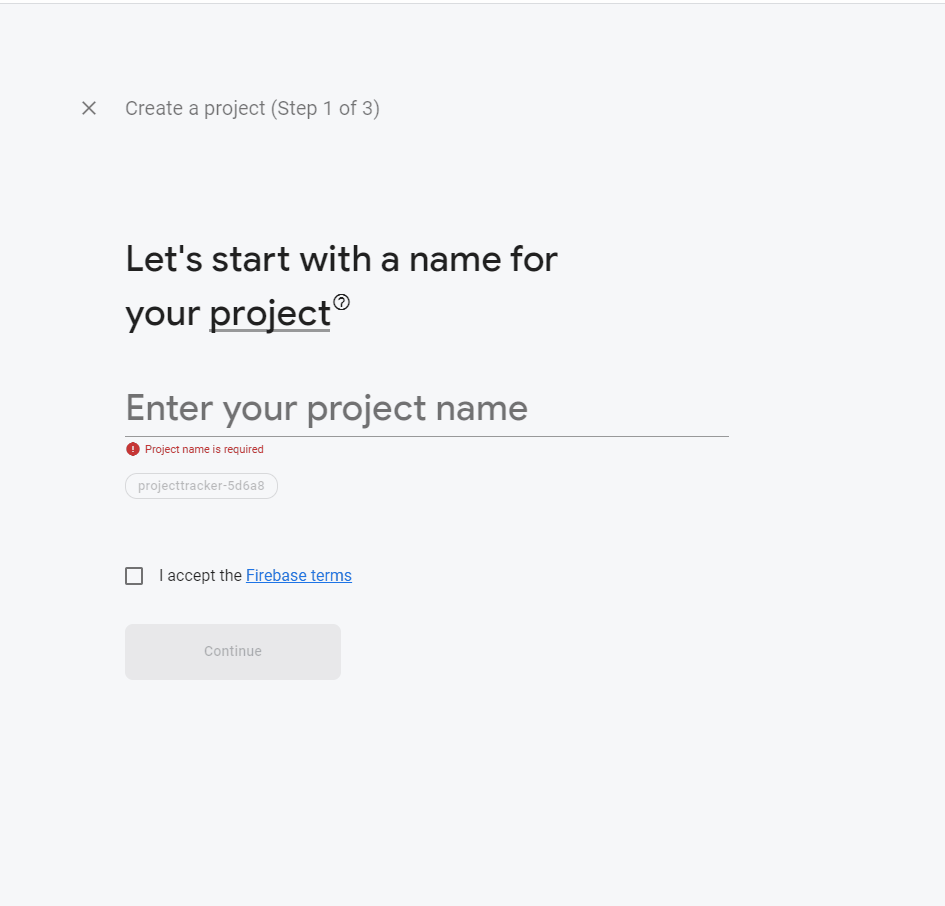 Create a project (Step 1 of 3)
Let's start with a name for
your project
Enter your project name
Project name is required
projecttracker-5d6a8
I accept the Firebase terms
Continue